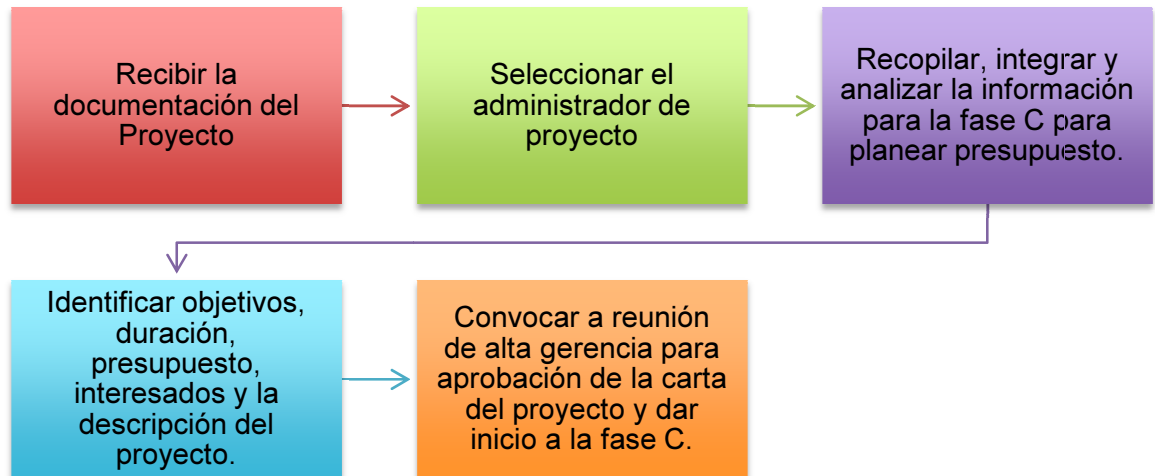 Recibir la
documentación del
Proyecto
Seleccionar el
administrador de
proyecto
Recopilar, integrar y
analizar la información
para la fase C para
planear presupuesto.
Identificar objetivos,
duración,
presupuesto,
interesados y la
descripción del
proyecto.
Convocar a reunión
de alta gerencia para
aprobación de la carta
del proyecto y dar
inicio a la fase C.